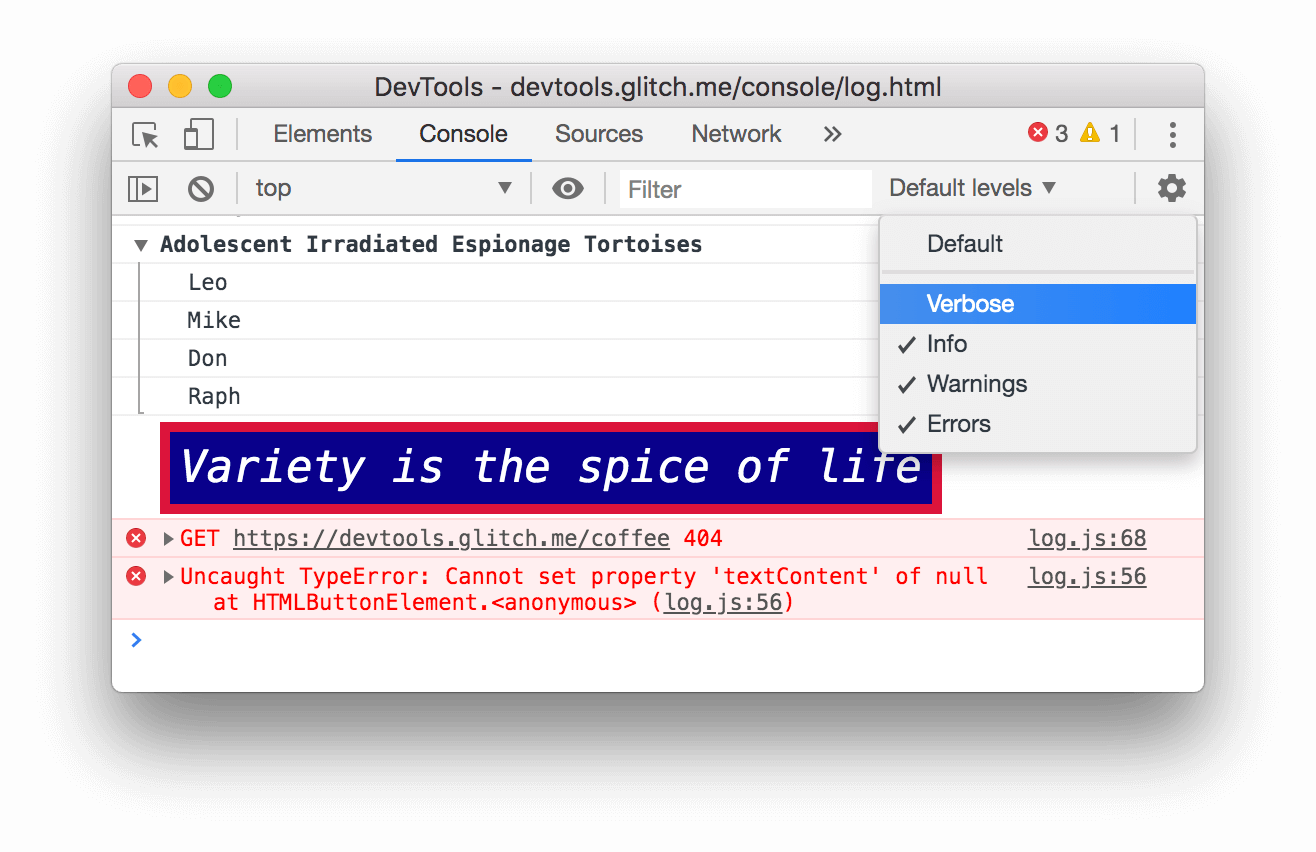 DevTools - devtools.glitch.me/console/log.html
Elements Console Sources Network » 3 1
top Filter Default levels
Default
Verbose
Info
Warnings
Errors
Adolescent Irradiated Espionage Tortoises
Leo
Mike
Don
Raph
Variety is the spice of life
GET https://devtools.glitch.me/coffee 404 log.js:68
Uncaught TypeError: Cannot set property 'textContent' of null log.js:56
at HTMLButtonElement.<anonymous> (log.js:56)